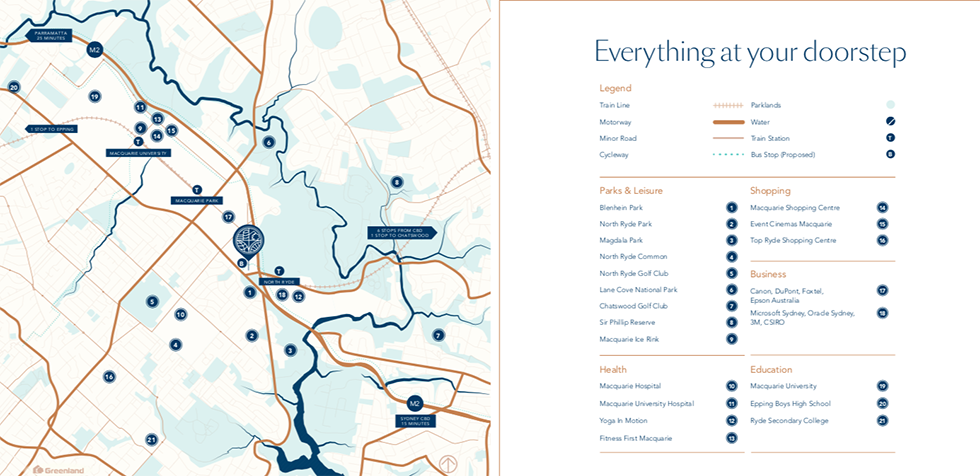 PARRAMATTA
25 MINUTES
M2
20
19
11
13
9
15
14
1 STOP TO EPPING
T
MACQUARIE UNIVERSITY
6
8
T
MACQUARIE PARK
17
6 STOPS FROM CBD
1 STOP TO CHATSWOOD
B
T
NORTH RYDE
1
18
12
5
10
2
7
4
3
16
M2
SYDNEY CBD
15 MINUTES
21
Greenland
Everything at your doorstep
Legend
Train Line
Parklands
Motorway
Water
Minor Road
Train Station T
Cycleway
Bus Stop (Proposed) B
Parks & Leisure
Blenhein Park 1
North Ryde Park 2
Magdala Park 3
North Ryde Common 4
North Ryde Golf Club 5
Lane Cove National Park 6
Chatswood Golf Club 7
Sir Phillip Reserve 8
Macquarie Ice Rink 9
Shopping
Macquarie Shopping Centre 14
Event Cinemas Macquarie 15
Top Ryde Shopping Centre 16
Business
Canon, DuPont, Foxtel, 17
Epson Australia
Microsoft Sydney, Oracle Sydney, 18
3M, CSIRO
Health
Macquarie Hospital 10
Macquarie University Hospital 11
Yoga In Motion 12
Fitness First Macquarie 13
Education
Macquarie University 19
Epping Boys High School 20
Ryde Secondary College 21